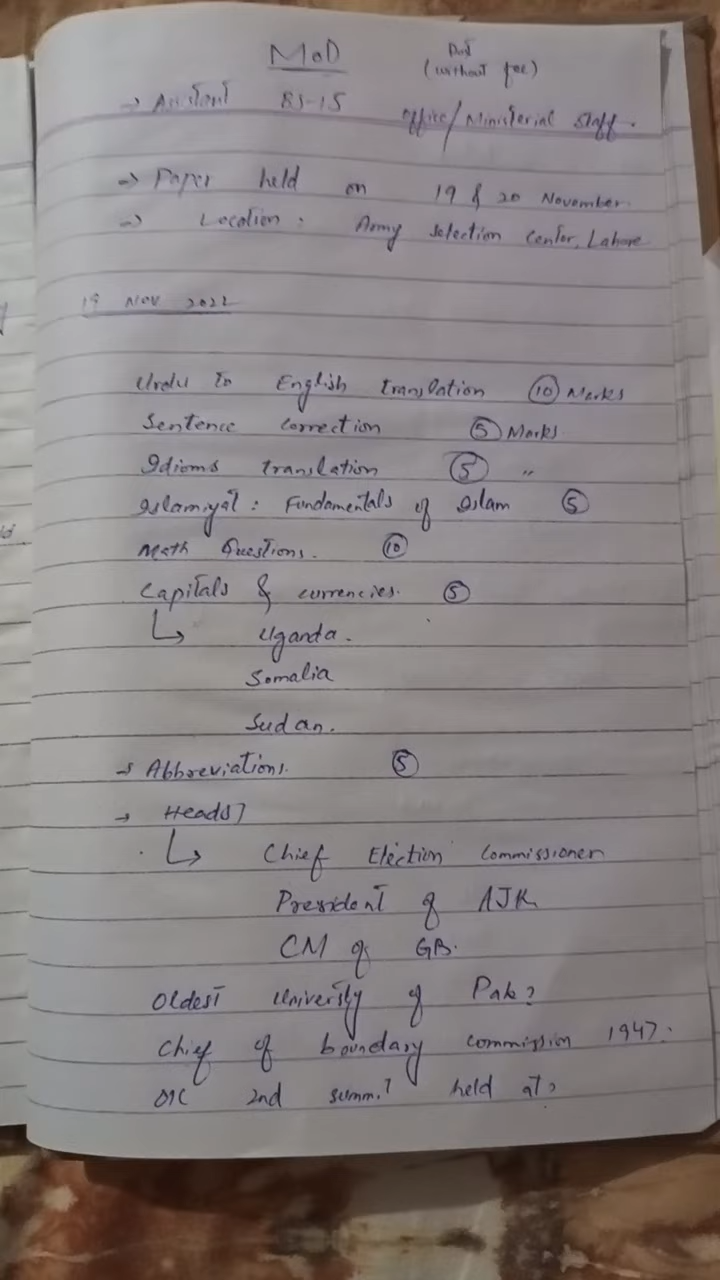 MOD
(without fee)
→ Assistant BS-15 office/Ministerial staff.
→ Paper held on 19 & 20 November
→ Location: Army Selection Center, Lahore
19 NOV 2022
Urdu to English translation 10 Marks
Sentence correction 5 Marks
Idioms translation 5 "
Islamiyat: Fundamentals of Islam 5
Math Questions. 10
Capitals & currencies. 5
↳ Uganda.
Somalia
Sudan.
→ Abbreviations. 5
→ Heads?
↳ Chief Election Commissioner
President of AJK
CM of GB.
Oldest University of Pak?
Chief of boundary commission 1947.
OIC 2nd summit held at?